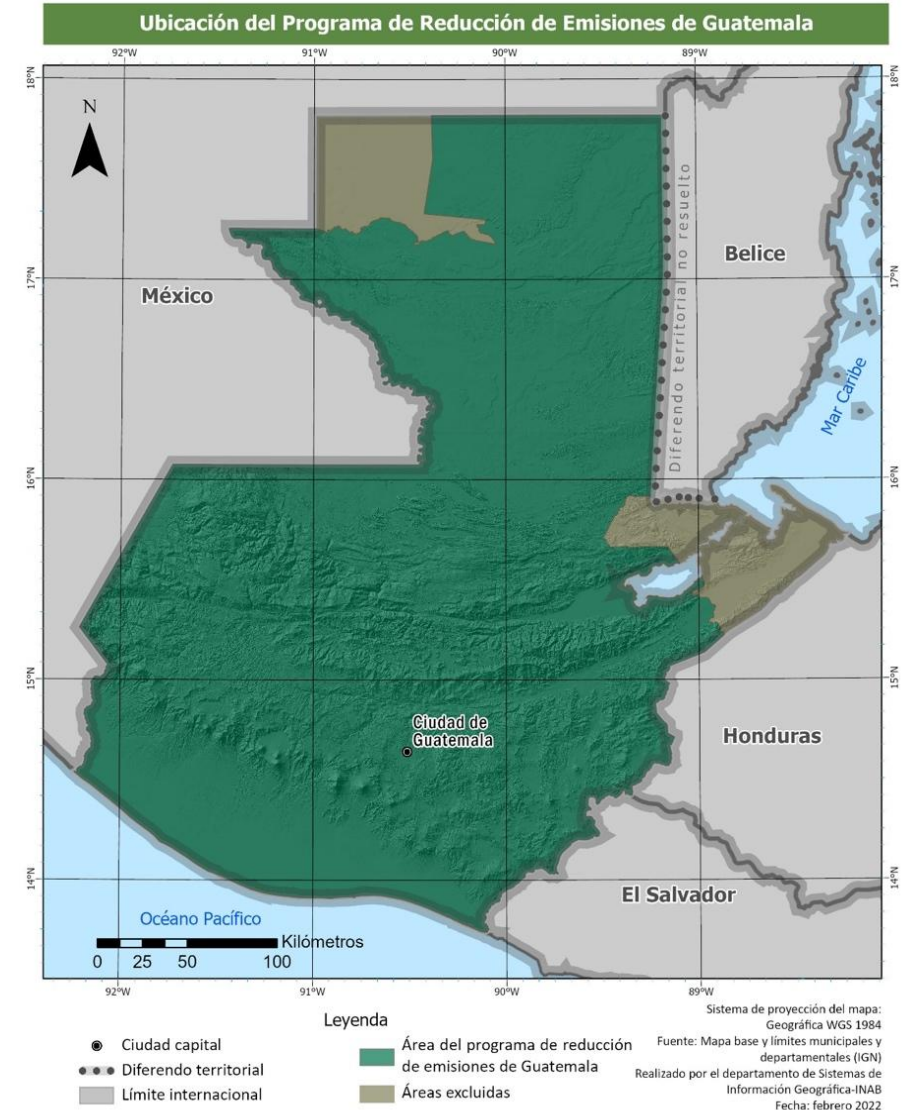 Ubicación del Programa de Reducción de Emisiones de Guatemala
92°W
91°W
90°W
89°W
18°N
18°N
N
Diferendo territorial no resuelto
Belice
17°N
17°N
México
Mar Caribe
16°N
16°N
15°N
15°N
Ciudad de
Guatemala
Honduras
14°N
14°N
El Salvador
Océano Pacífico
Kilómetros
0 25 50 100
92°W
91°W
90°W
89°W
Leyenda
Ciudad capital
Diferendo territorial
Límite internacional
Área del programa de reducción
de emisiones de Guatemala
Áreas excluidas
Sistema de proyección del mapa:
Geográfica WGS 1984
Fuente: Mapa base y límites municipales y
departamentales (IGN)
Realizado por el departamento de Sistemas de
Información Geográfica-INAB
Fecha: febrero 2022